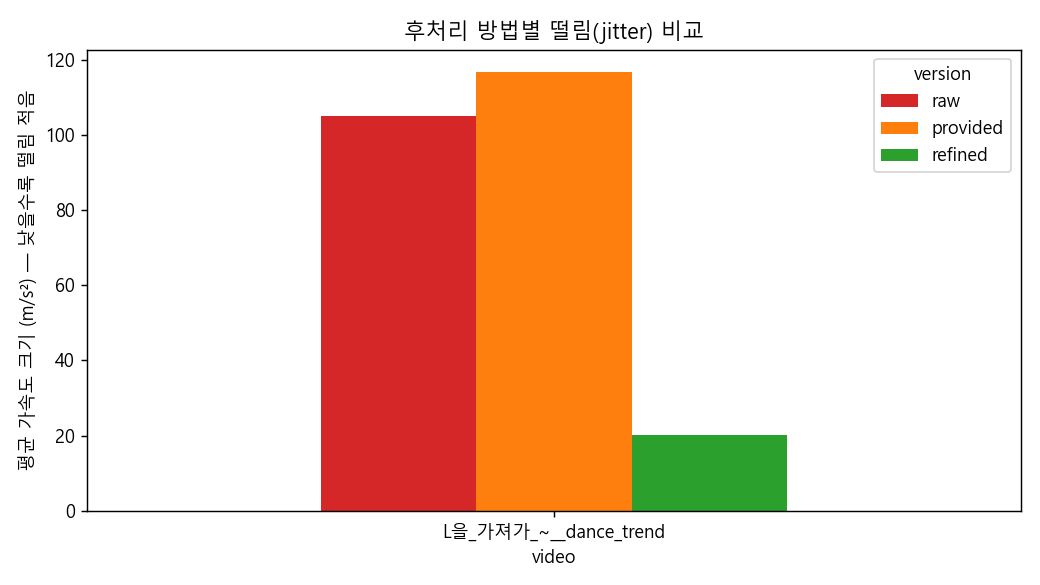 후처리 방법별 떨림(jitter) 비교
평균 가속도 크기 (m/s²) — 낮을수록 떨림 적음
120
100
80
60
40
20
0
version
raw
provided
refined
L을_가져가_~__dance_trend
video